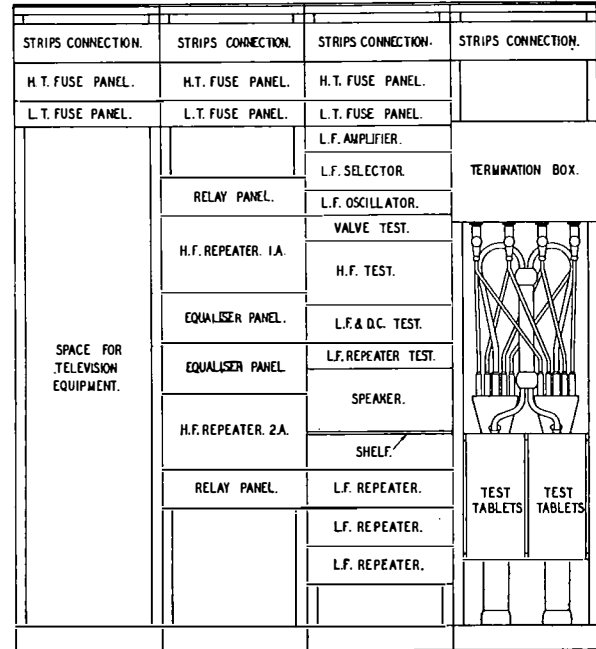 STRIPS CONNECTION.
H.T. FUSE PANEL.
L.T. FUSE PANEL.
SPACE FOR
TELEVISION
EQUIPMENT.
STRIPS CONNECTION.
H.T. FUSE PANEL.
L.T. FUSE PANEL.
RELAY PANEL.
H.F. REPEATER. 1.A.
EQUALISER PANEL.
EQUALISER PANEL
H.F. REPEATER. 2.A.
RELAY PANEL.
STRIPS CONNECTION.
H.T. FUSE PANEL.
L.T. FUSE PANEL.
L.F. AMPLIFIER.
L.F. SELECTOR.
L.F. OSCILLATOR.
VALVE TEST.
H.F. TEST.
L.F. & D.C. TEST.
L.F. REPEATER TEST.
SPEAKER.
SHELF.
L.F. REPEATER.
L.F. REPEATER.
L.F. REPEATER.
STRIPS CONNECTION.
TERMINATION BOX.
TEST
TABLETS
TEST
TABLETS